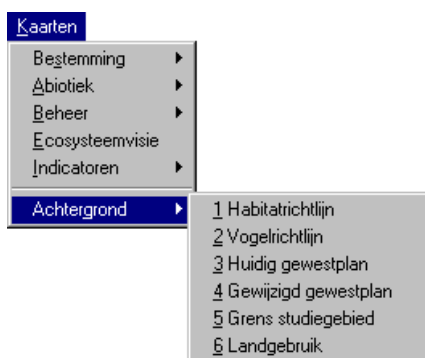 Kaarten
Bestemming
Abiotiek
Beheer
Ecosysteemvisie
Indicatoren
Achtergrond
1 Habitatrichtlijn
2 Vogelrichtlijn
3 Huidig gewestplan
4 Gewijzigd gewestplan
5 Grens studiegebied
6 Landgebruik